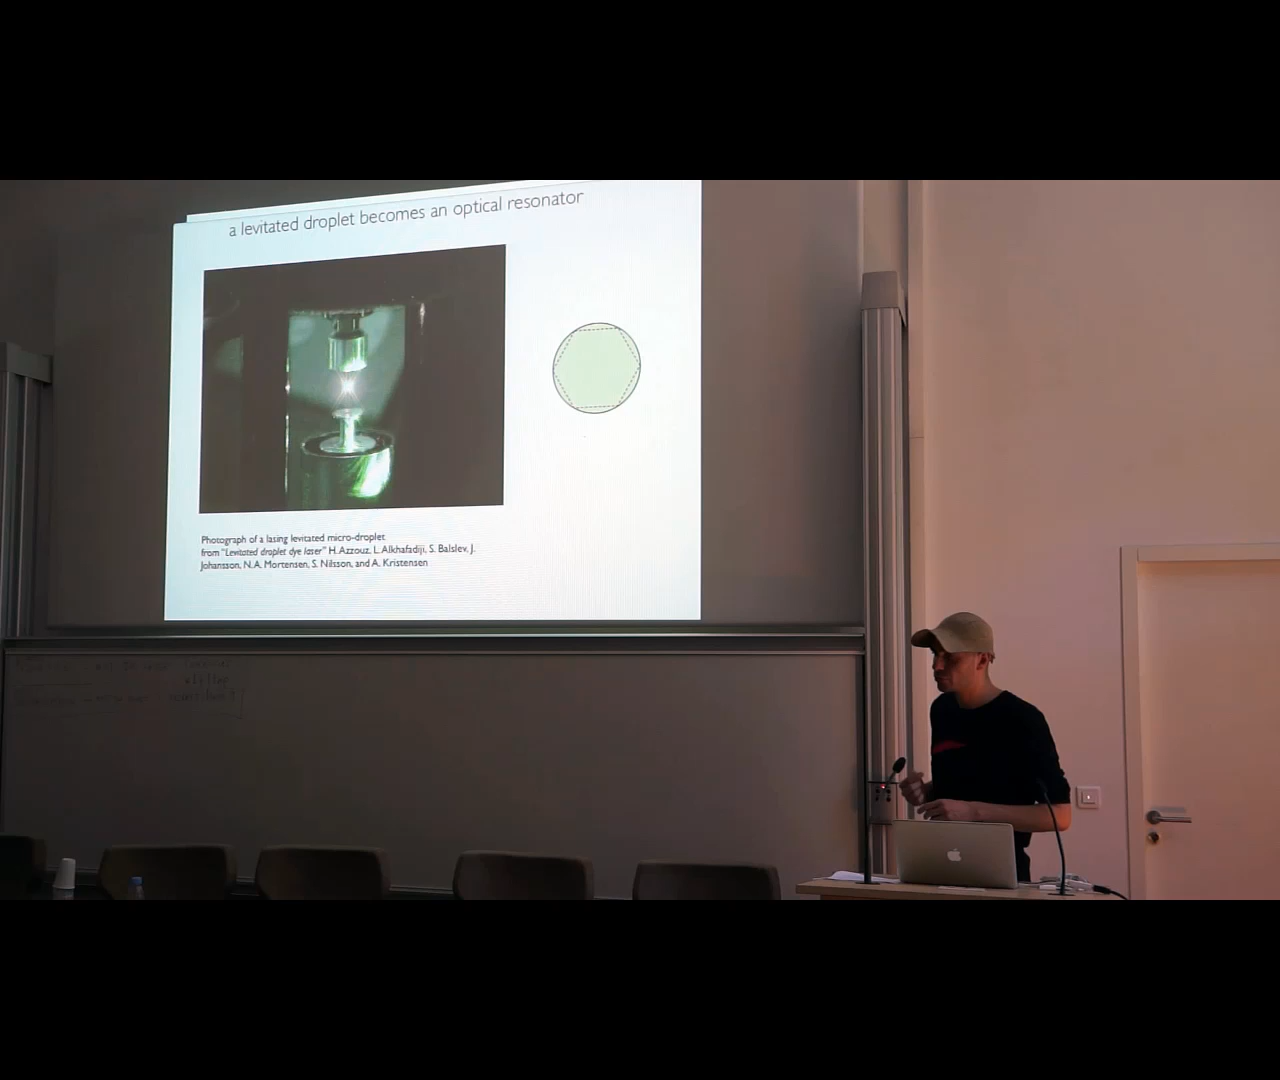 a levitated droplet becomes an optical resonator
Photograph of a lasing levitated micro-droplet
from "Levitated droplet dye laser" H. Azzouz, L. Alkhafadiji, S. Balslev, J.
Johansson, N.A. Mortensen, S. Nilsson, and A. Kristensen